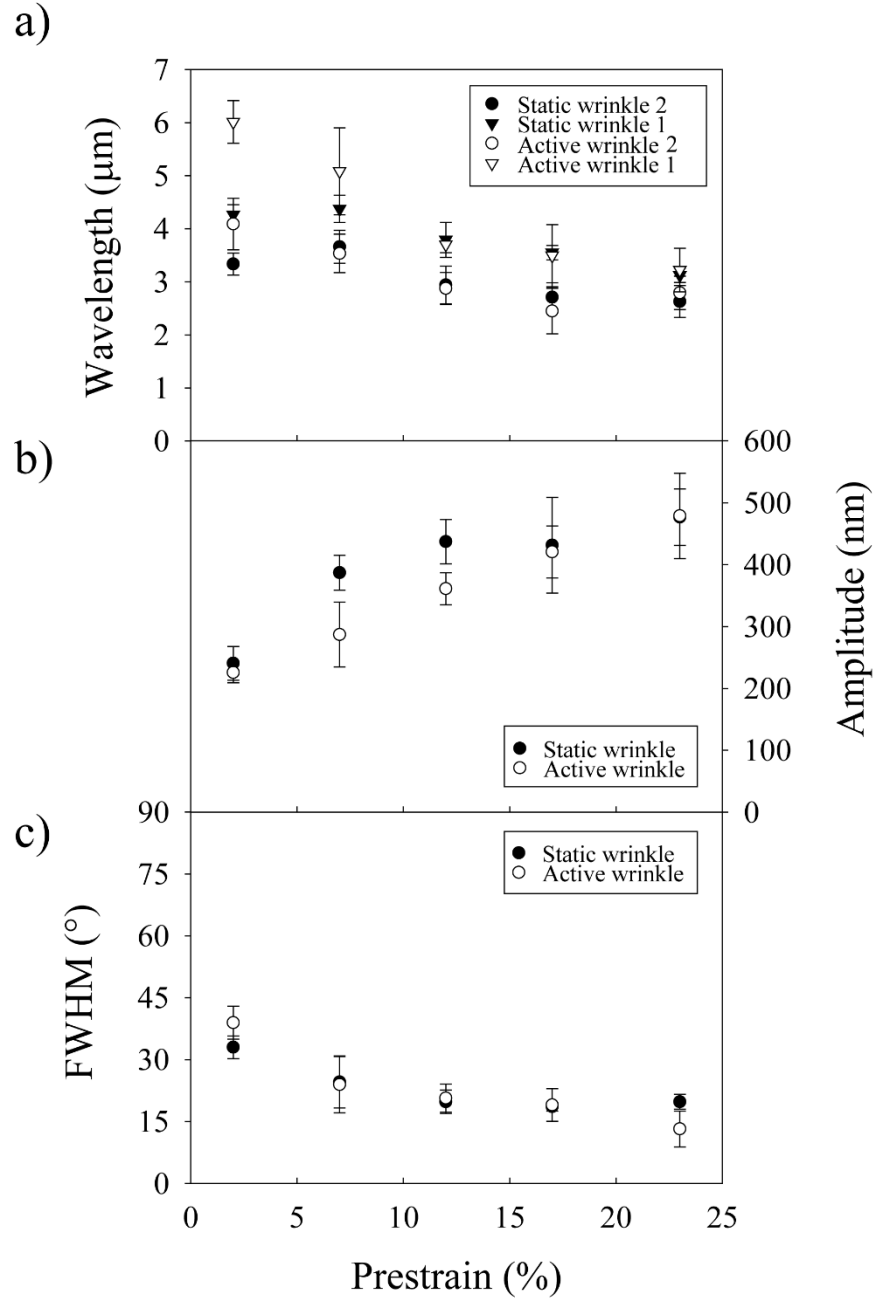 a)
7
6
5
4
3
2
1
0
Wavelength (μm)
Static wrinkle 2
Static wrinkle 1
Active wrinkle 2
Active wrinkle 1
b)
600
500
400
300
200
100
0
Amplitude (nm)
Static wrinkle
Active wrinkle
c)
90
75
60
45
30
15
0
FWHM (°)
Static wrinkle
Active wrinkle
0 5 10 15 20 25
Prestrain (%)